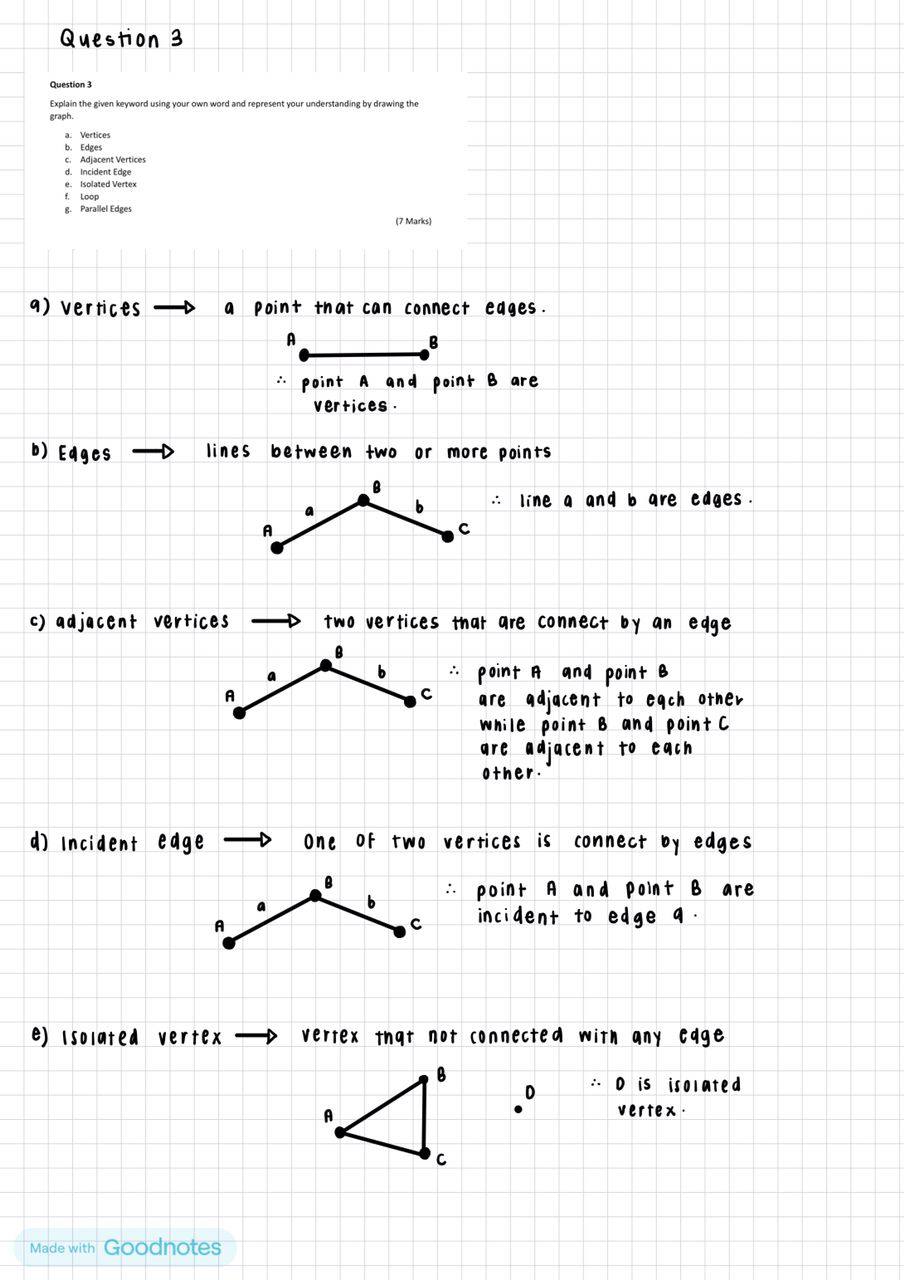 Question 3
Question 3
Explain the given keyword using your own word and represent your understanding by drawing the
graph.
a. Vertices
b. Edges
c. Adjacent Vertices
d. Incident Edge
e. Isolated Vertex
f. Loop
g. Parallel Edges
(7 Marks)
a) Vertices → a point that can connect edges.
A B
∴ point A and point B are
vertices.
b) Edges → lines between two or more points
A a B b C
∴ line a and b are edges.
c) adjacent vertices → two vertices that are connect by an edge
A a B b C
∴ point A and point B
are adjacent to each other
while point B and point C
are adjacent to each
other.
d) Incident edge → One of two vertices is connect by edges
A a B b C
∴ point A and point B are
incident to edge a.
e) Isolated vertex → vertex that not connected with any edge
A B C D
∴ D is isolated
vertex.
Made with Goodnotes